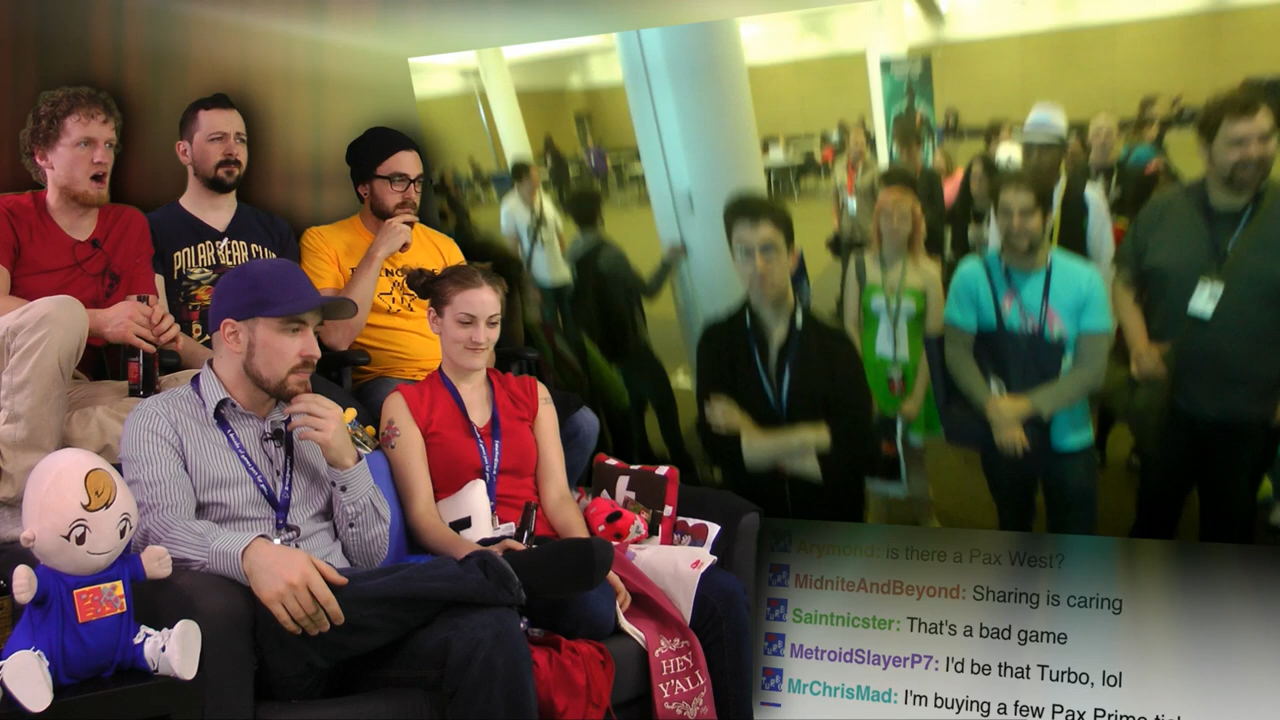 POLAR BEAR CLUB
Arymond: is there a Pax West?
MidniteAndBeyond: Sharing is caring
Saintnicster: That's a bad game
MetroidSlayerP7: I'd be that Turbo, lol
MrChrisMad: I'm buying a few Pax Prime
HEY
Y'ALL